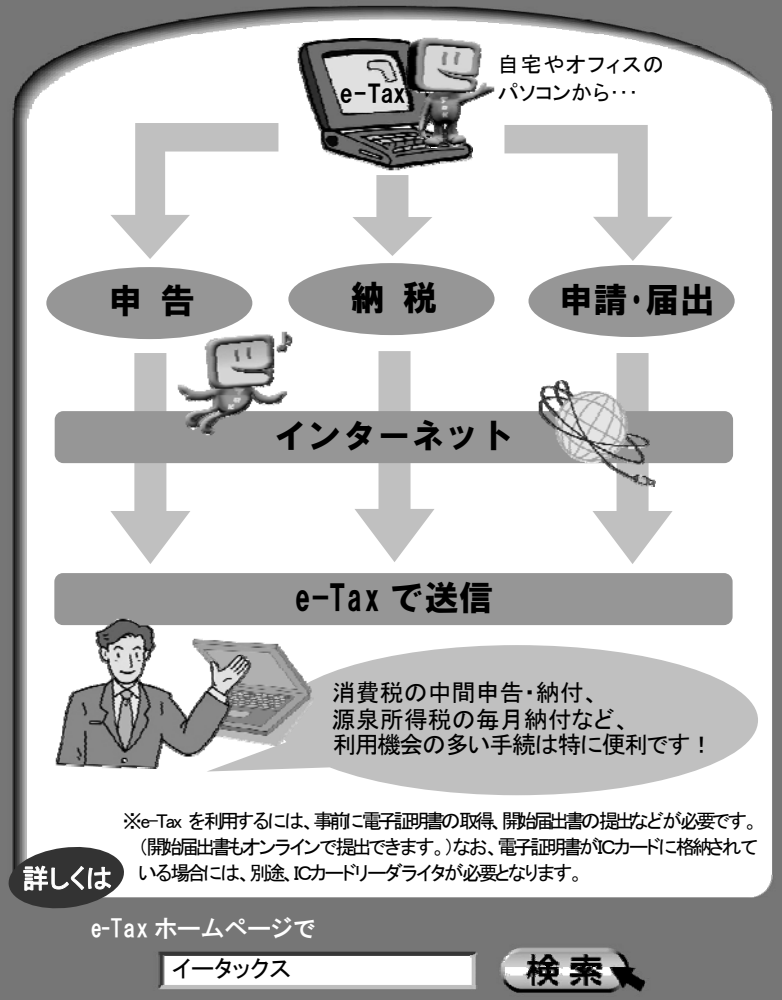 e-Tax
自宅やオフィスの
パソコンから･･･
申 告
納 税
申請･届出
インターネット
e-Tax で送信
消費税の中間申告･納付、
源泉所得税の毎月納付など、
利用機会の多い手続は特に便利です！
※e-Tax を利用するには、事前に電子証明書の取得、開始届出書の提出などが必要です。
（開始届出書もオンラインで提出できます。）なお、電子証明書がICカードに格納されて
いる場合には、別途、ICカードリーダライタが必要となります。
詳しくは
e-Tax ホームページで
イータックス
検 索